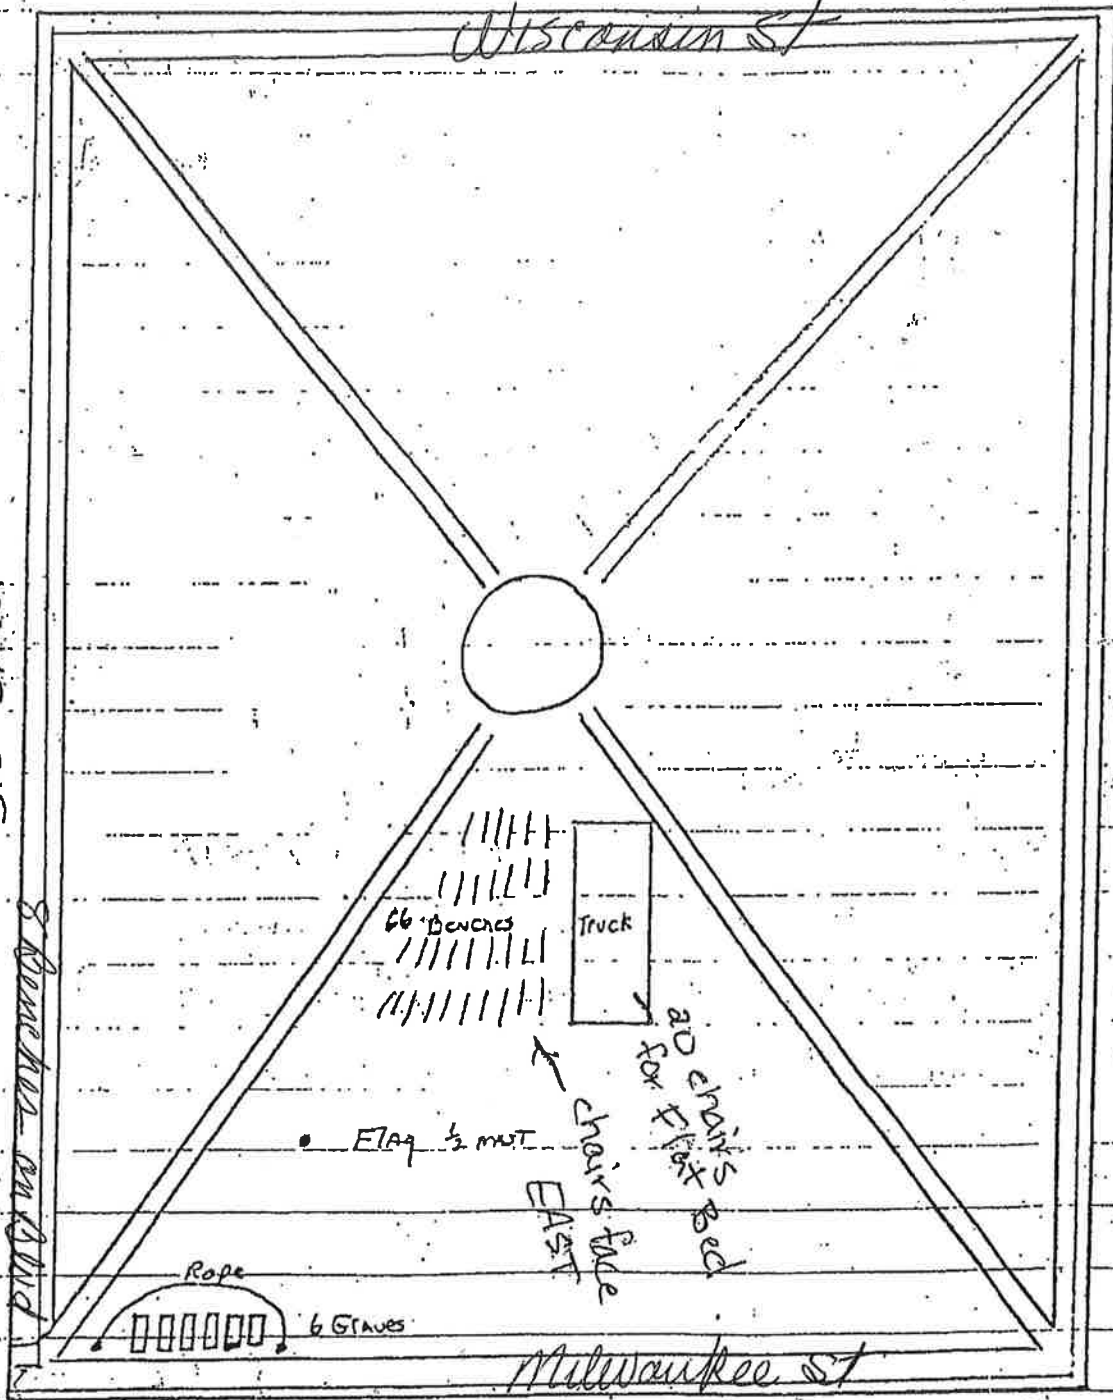 Wisconsin St
66 Benches
Truck
20 chairs
for Flat Bed
chairs face
EAST
Flag 1/2 mast
8 Benches on Blvd
Rope
6 Graves
Milwaukee St